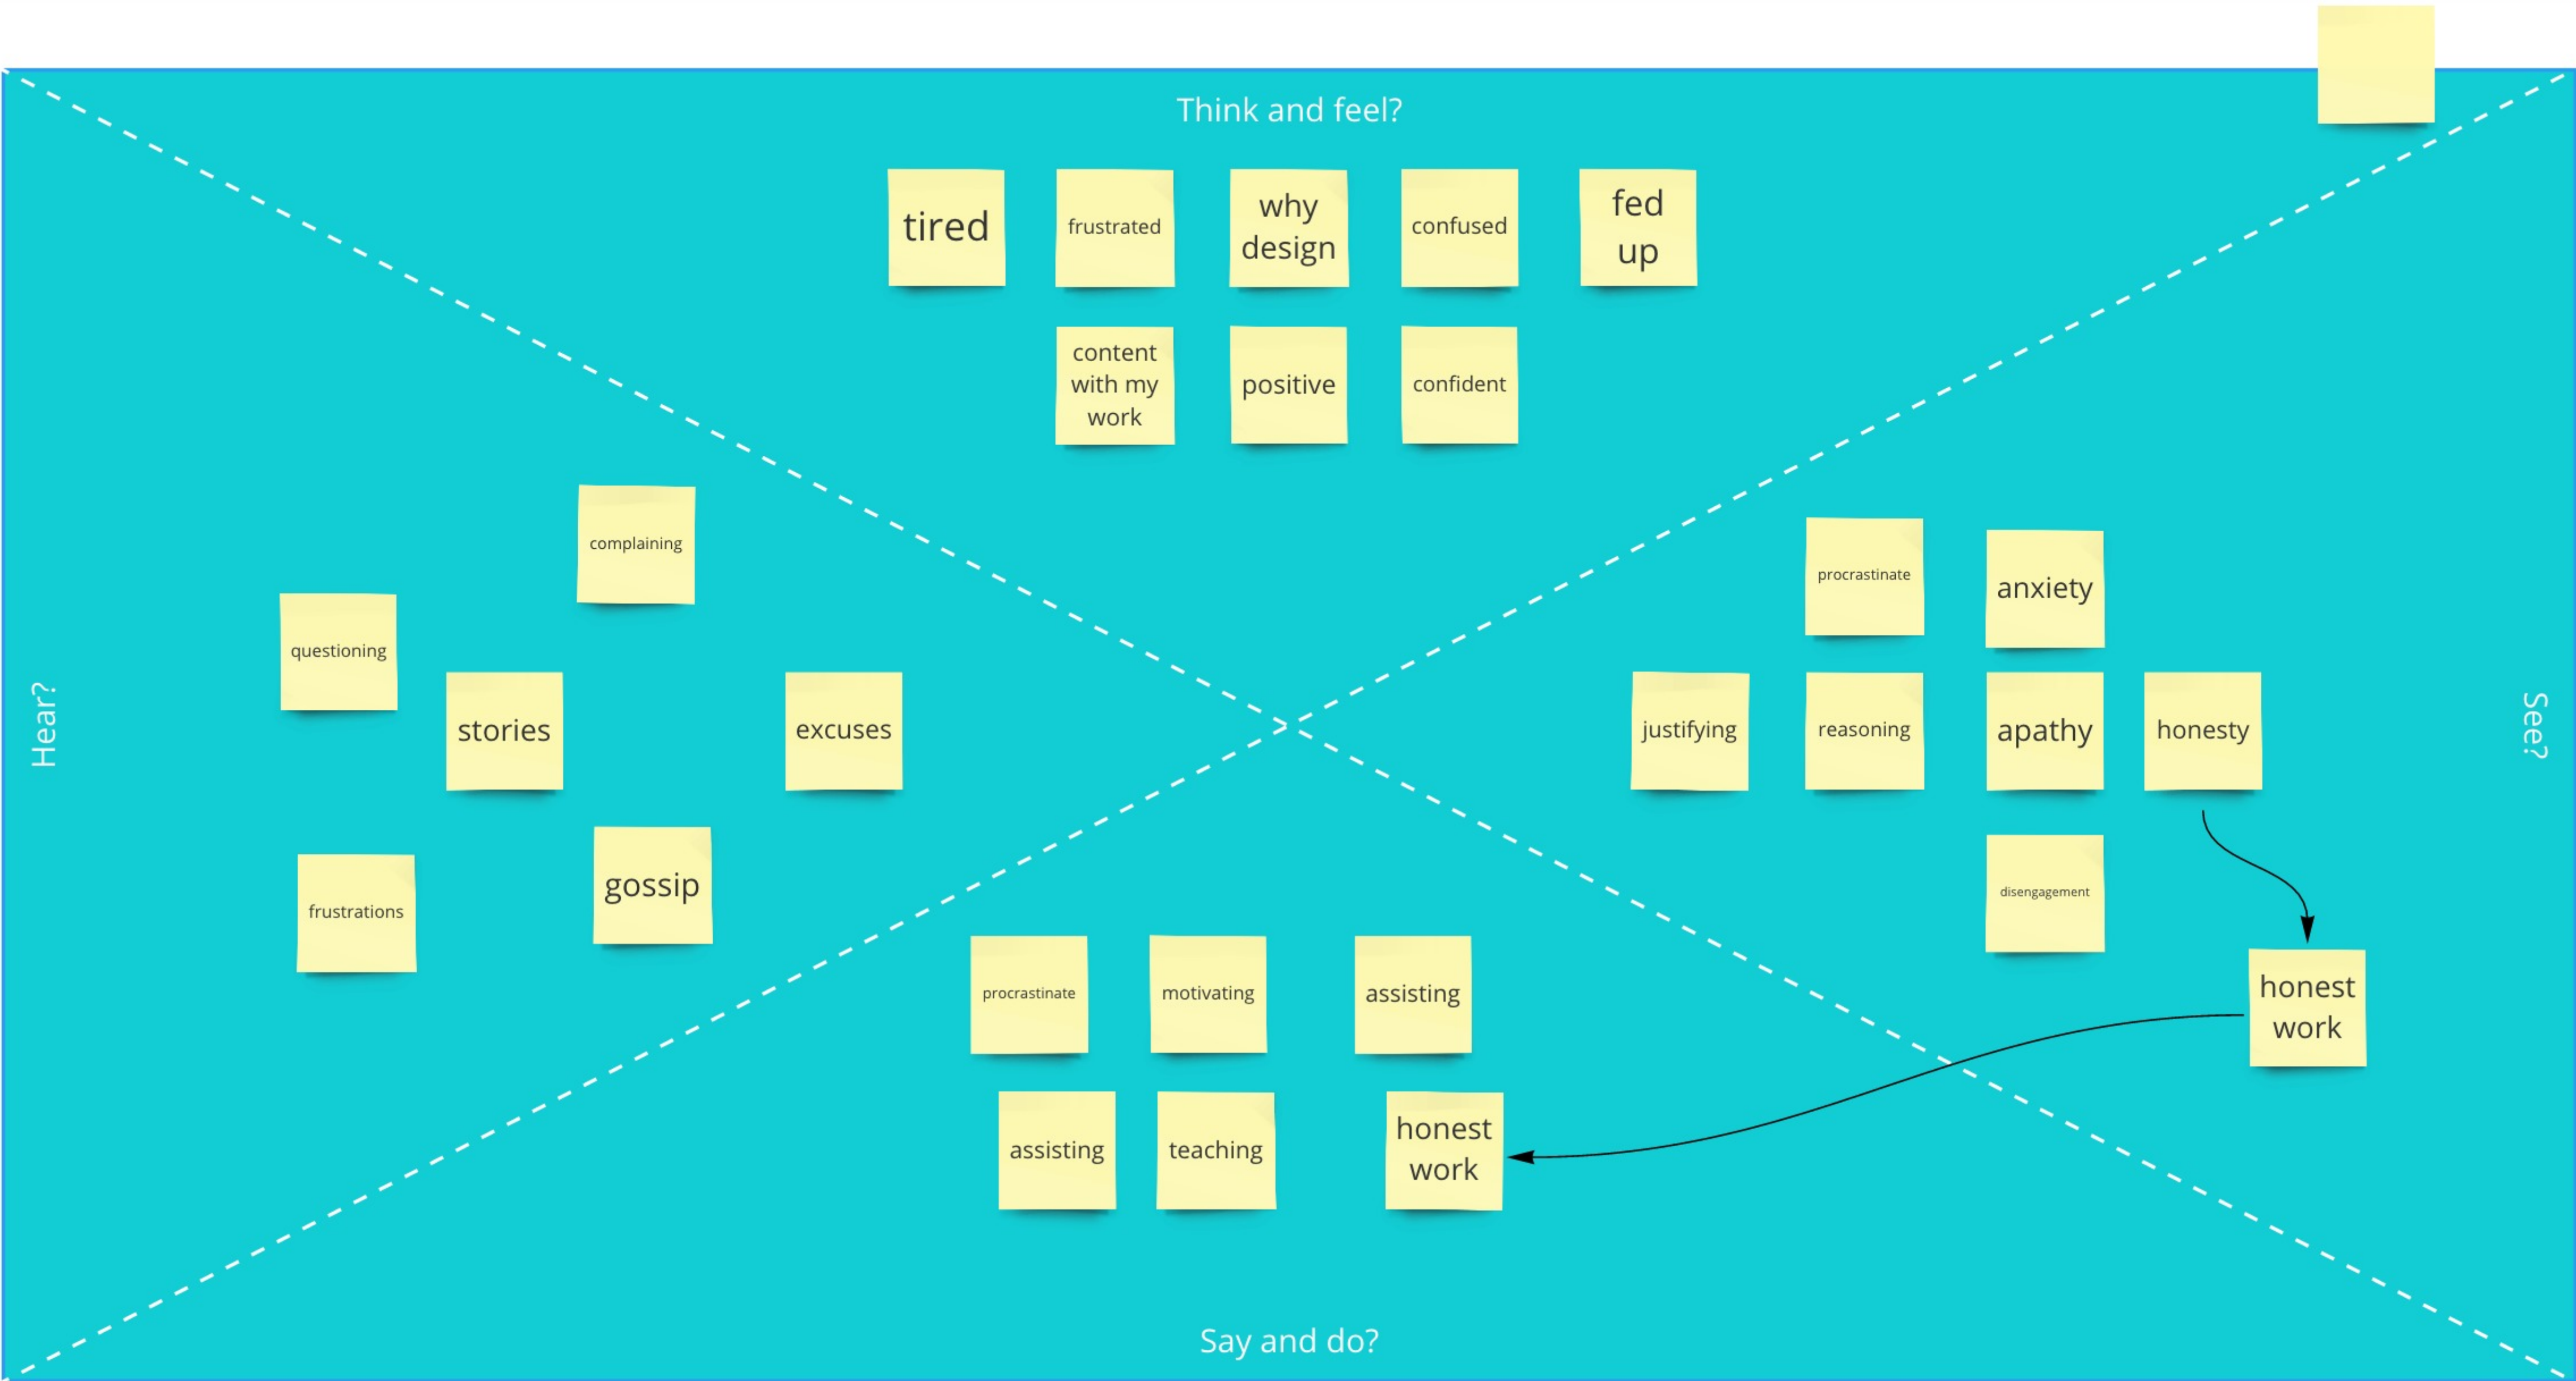 Think and feel?
tired
frustrated
why
design
confused
fed
up
content
with my
work
positive
confident
Hear?
complaining
questioning
stories
excuses
frustrations
gossip
See?
procrastinate
anxiety
justifying
reasoning
apathy
honesty
disengagement
honest
work
procrastinate
motivating
assisting
assisting
teaching
honest
work
Say and do?